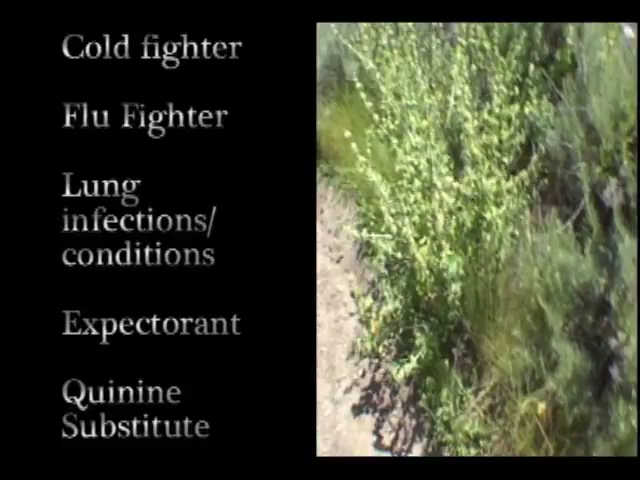 Cold fighter
Flu Fighter
Lung
infections/
conditions
Expectorant
Quinine
Substitute